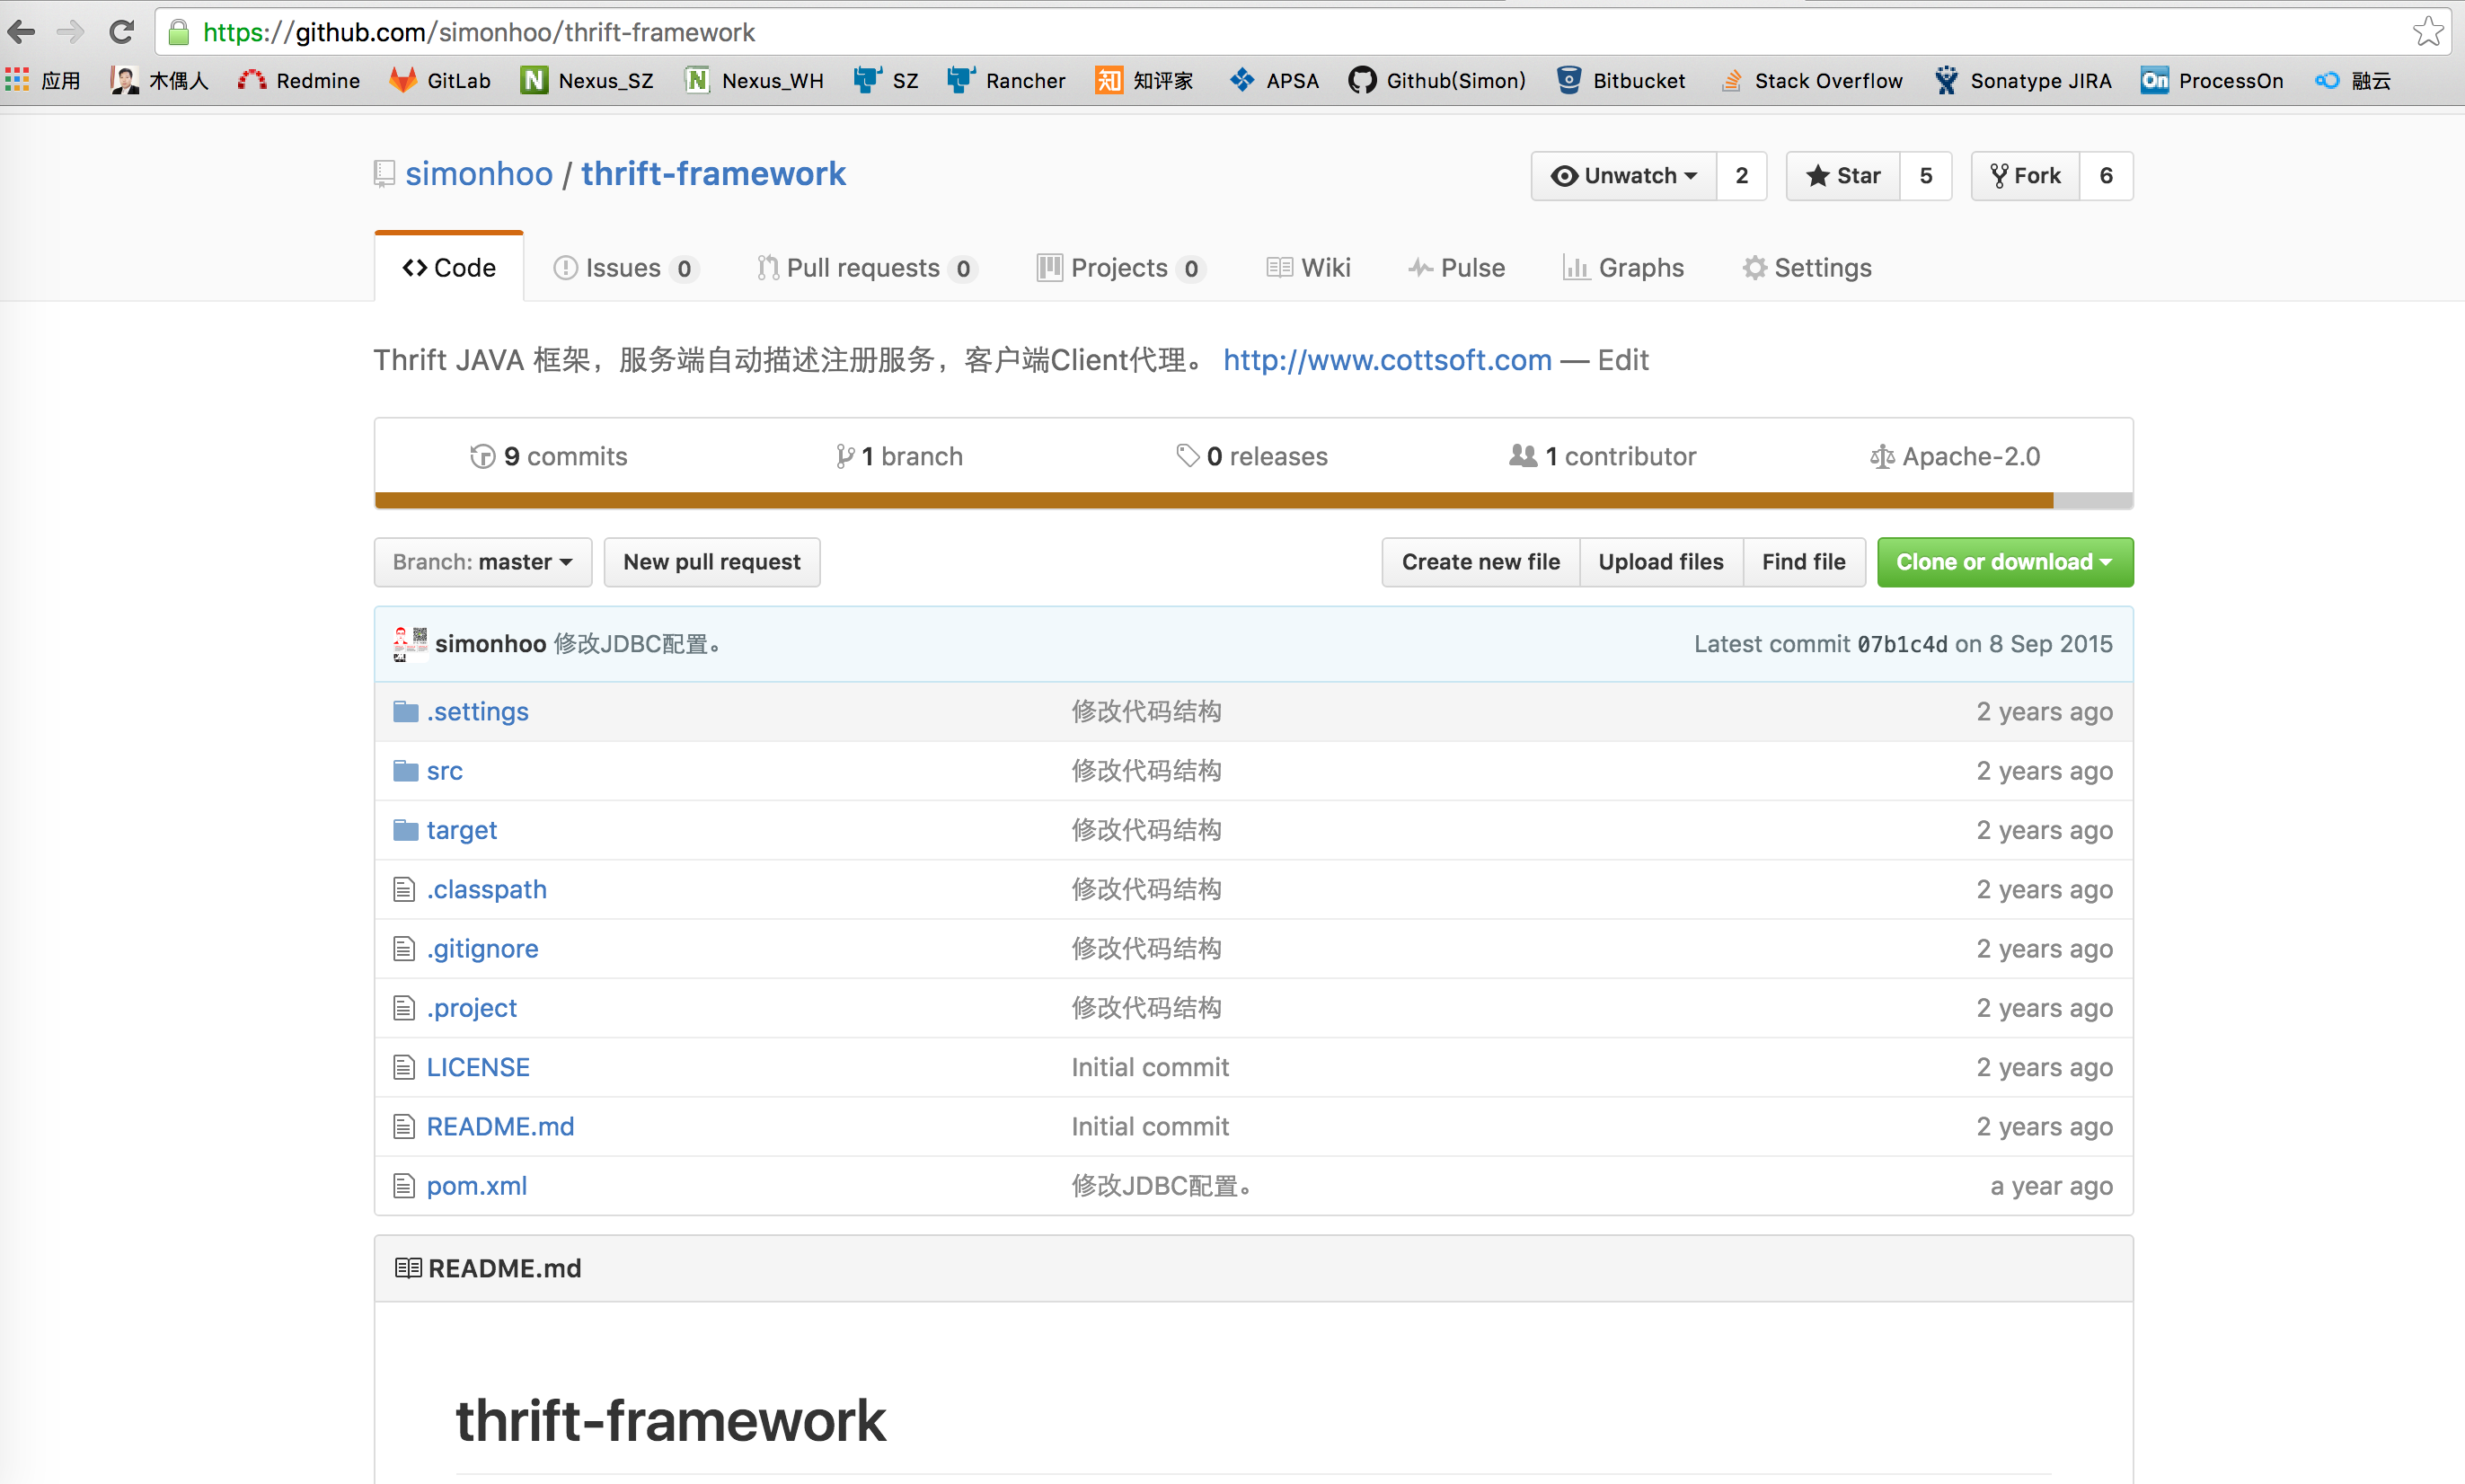 https://github.com/simonhoo/thrift-framework
应用 木偶人 Redmine GitLab Nexus_SZ Nexus_WH SZ Rancher 知 知评家 APSA Github(Simon) Bitbucket Stack Overflow Sonatype JIRA On ProcessOn 融云
simonhoo / thrift-framework Unwatch 2 Star 5 Fork 6
Code Issues 0 Pull requests 0 Projects 0 Wiki Pulse Graphs Settings
Thrift JAVA 框架，服务端自动描述注册服务，客户端Client代理。 http://www.cottsoft.com — Edit
9 commits 1 branch 0 releases 1 contributor Apache-2.0
Branch: master New pull request Create new file Upload files Find file Clone or download
simonhoo 修改JDBC配置。 Latest commit 07b1c4d on 8 Sep 2015
.settings 修改代码结构 2 years ago
src 修改代码结构 2 years ago
target 修改代码结构 2 years ago
.classpath 修改代码结构 2 years ago
.gitignore 修改代码结构 2 years ago
.project 修改代码结构 2 years ago
LICENSE Initial commit 2 years ago
README.md Initial commit 2 years ago
pom.xml 修改JDBC配置。 a year ago
README.md
thrift-framework